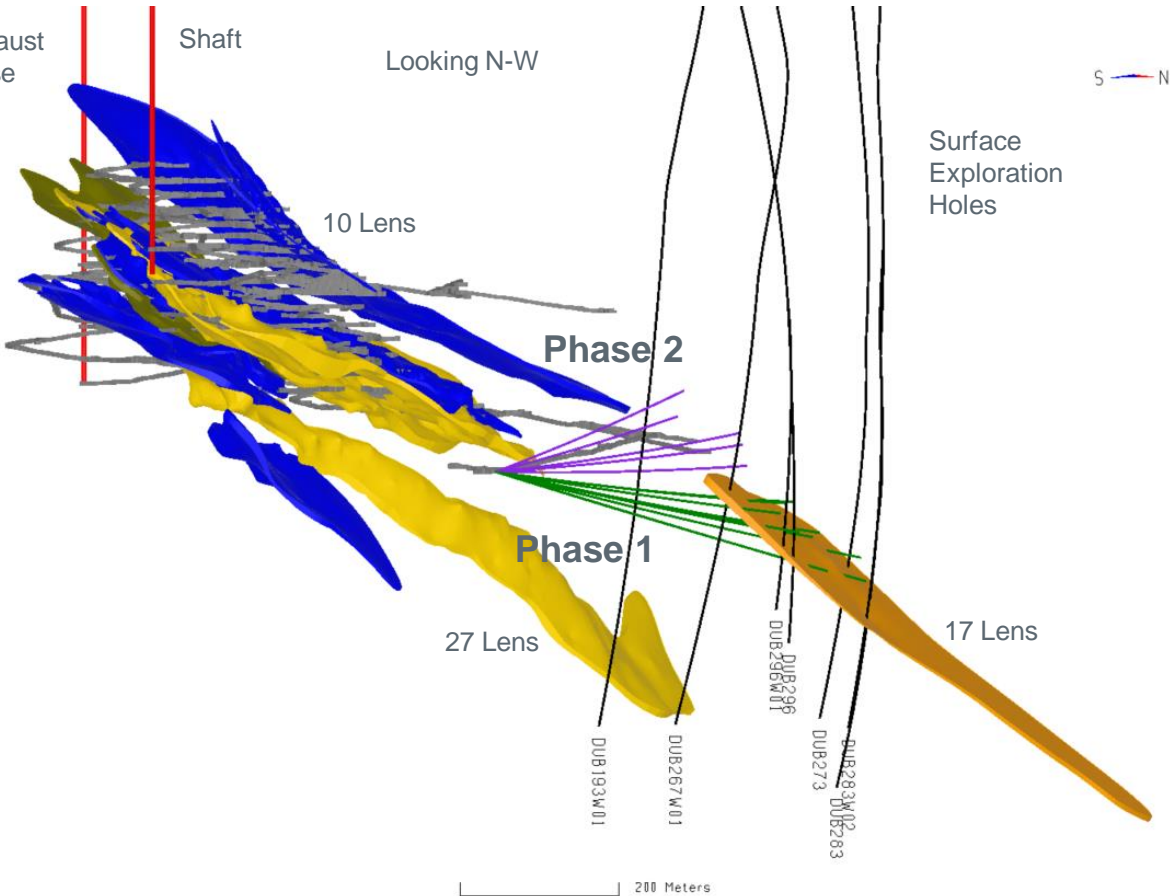 Shaft
Looking N-W
S N
Surface
Exploration
Holes
10 Lens
Phase 2
Phase 1
27 Lens
17 Lens
DUB193W01
DUB267W01
DUB296W01
DUB296
DUB273
DUB283W02
DUB283
200 Meters